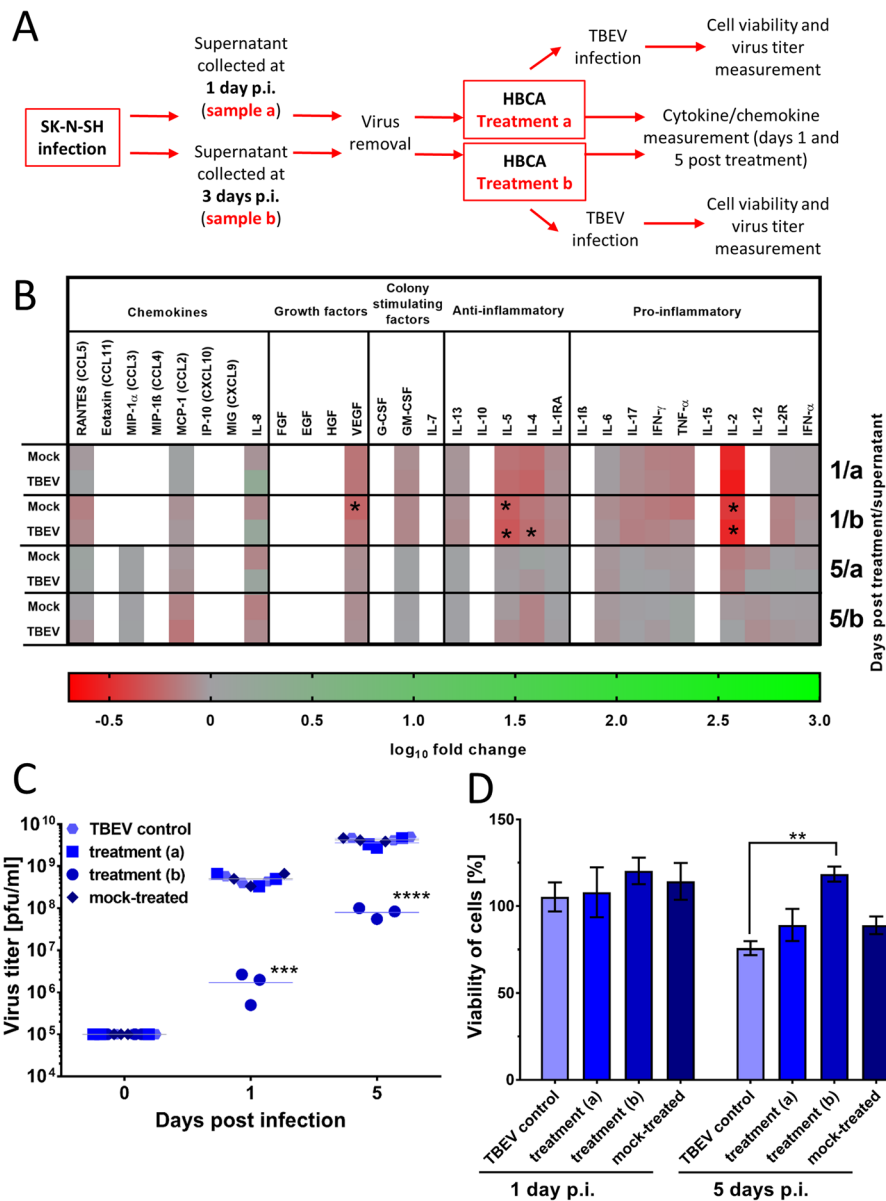 A
Supernatant
collected at
1 day p.i.
(sample a)
SK-N-SH
infection
Supernatant
collected at
3 days p.i.
(sample b)
Virus
removal
HBCA
Treatment a
HBCA
Treatment b
TBEV
infection
Cell viability and
virus titer
measurement
Cytokine/chemokine
measurement (days 1 and
5 post treatment)
TBEV
infection
Cell viability and
virus titer
measurement
B
Chemokines
Growth factors
Colony
stimulating
factors
Anti-inflammatory
Pro-inflammatory
RANTES (CCL5)
Eotaxin (CCL11)
MIP-1α (CCL3)
MIP-1ß (CCL4)
MCP-1 (CCL2)
IP-10 (CXCL10)
MIG (CXCL9)
IL-8
FGF
EGF
HGF
VEGF
G-CSF
GM-CSF
IL-7
IL-13
IL-10
IL-5
IL-4
IL-1RA
IL-1ß
IL-6
IL-17
IFN-γ
TNF-α
IL-15
IL-2
IL-12
IL-2R
IFN-α
Mock
TBEV
1/a
Mock * * *
TBEV * * *
1/b
Mock
TBEV
5/a
Mock
TBEV
5/b
Days post treatment/supernatant
-0.5 0 0.5 1.0 1.5 2.0 2.5 3.0
log10 fold change
C
Virus titer [pfu/ml]
10^10
10^9
10^8
10^7
10^6
10^5
10^4
TBEV control
treatment (a)
treatment (b)
mock-treated
***
****
0 1 5
Days post infection
D
Viability of cells [%]
150
100
50
0
**
TBEV control
treatment (a)
treatment (b)
mock-treated
TBEV control
treatment (a)
treatment (b)
mock-treated
1 day p.i.
5 days p.i.